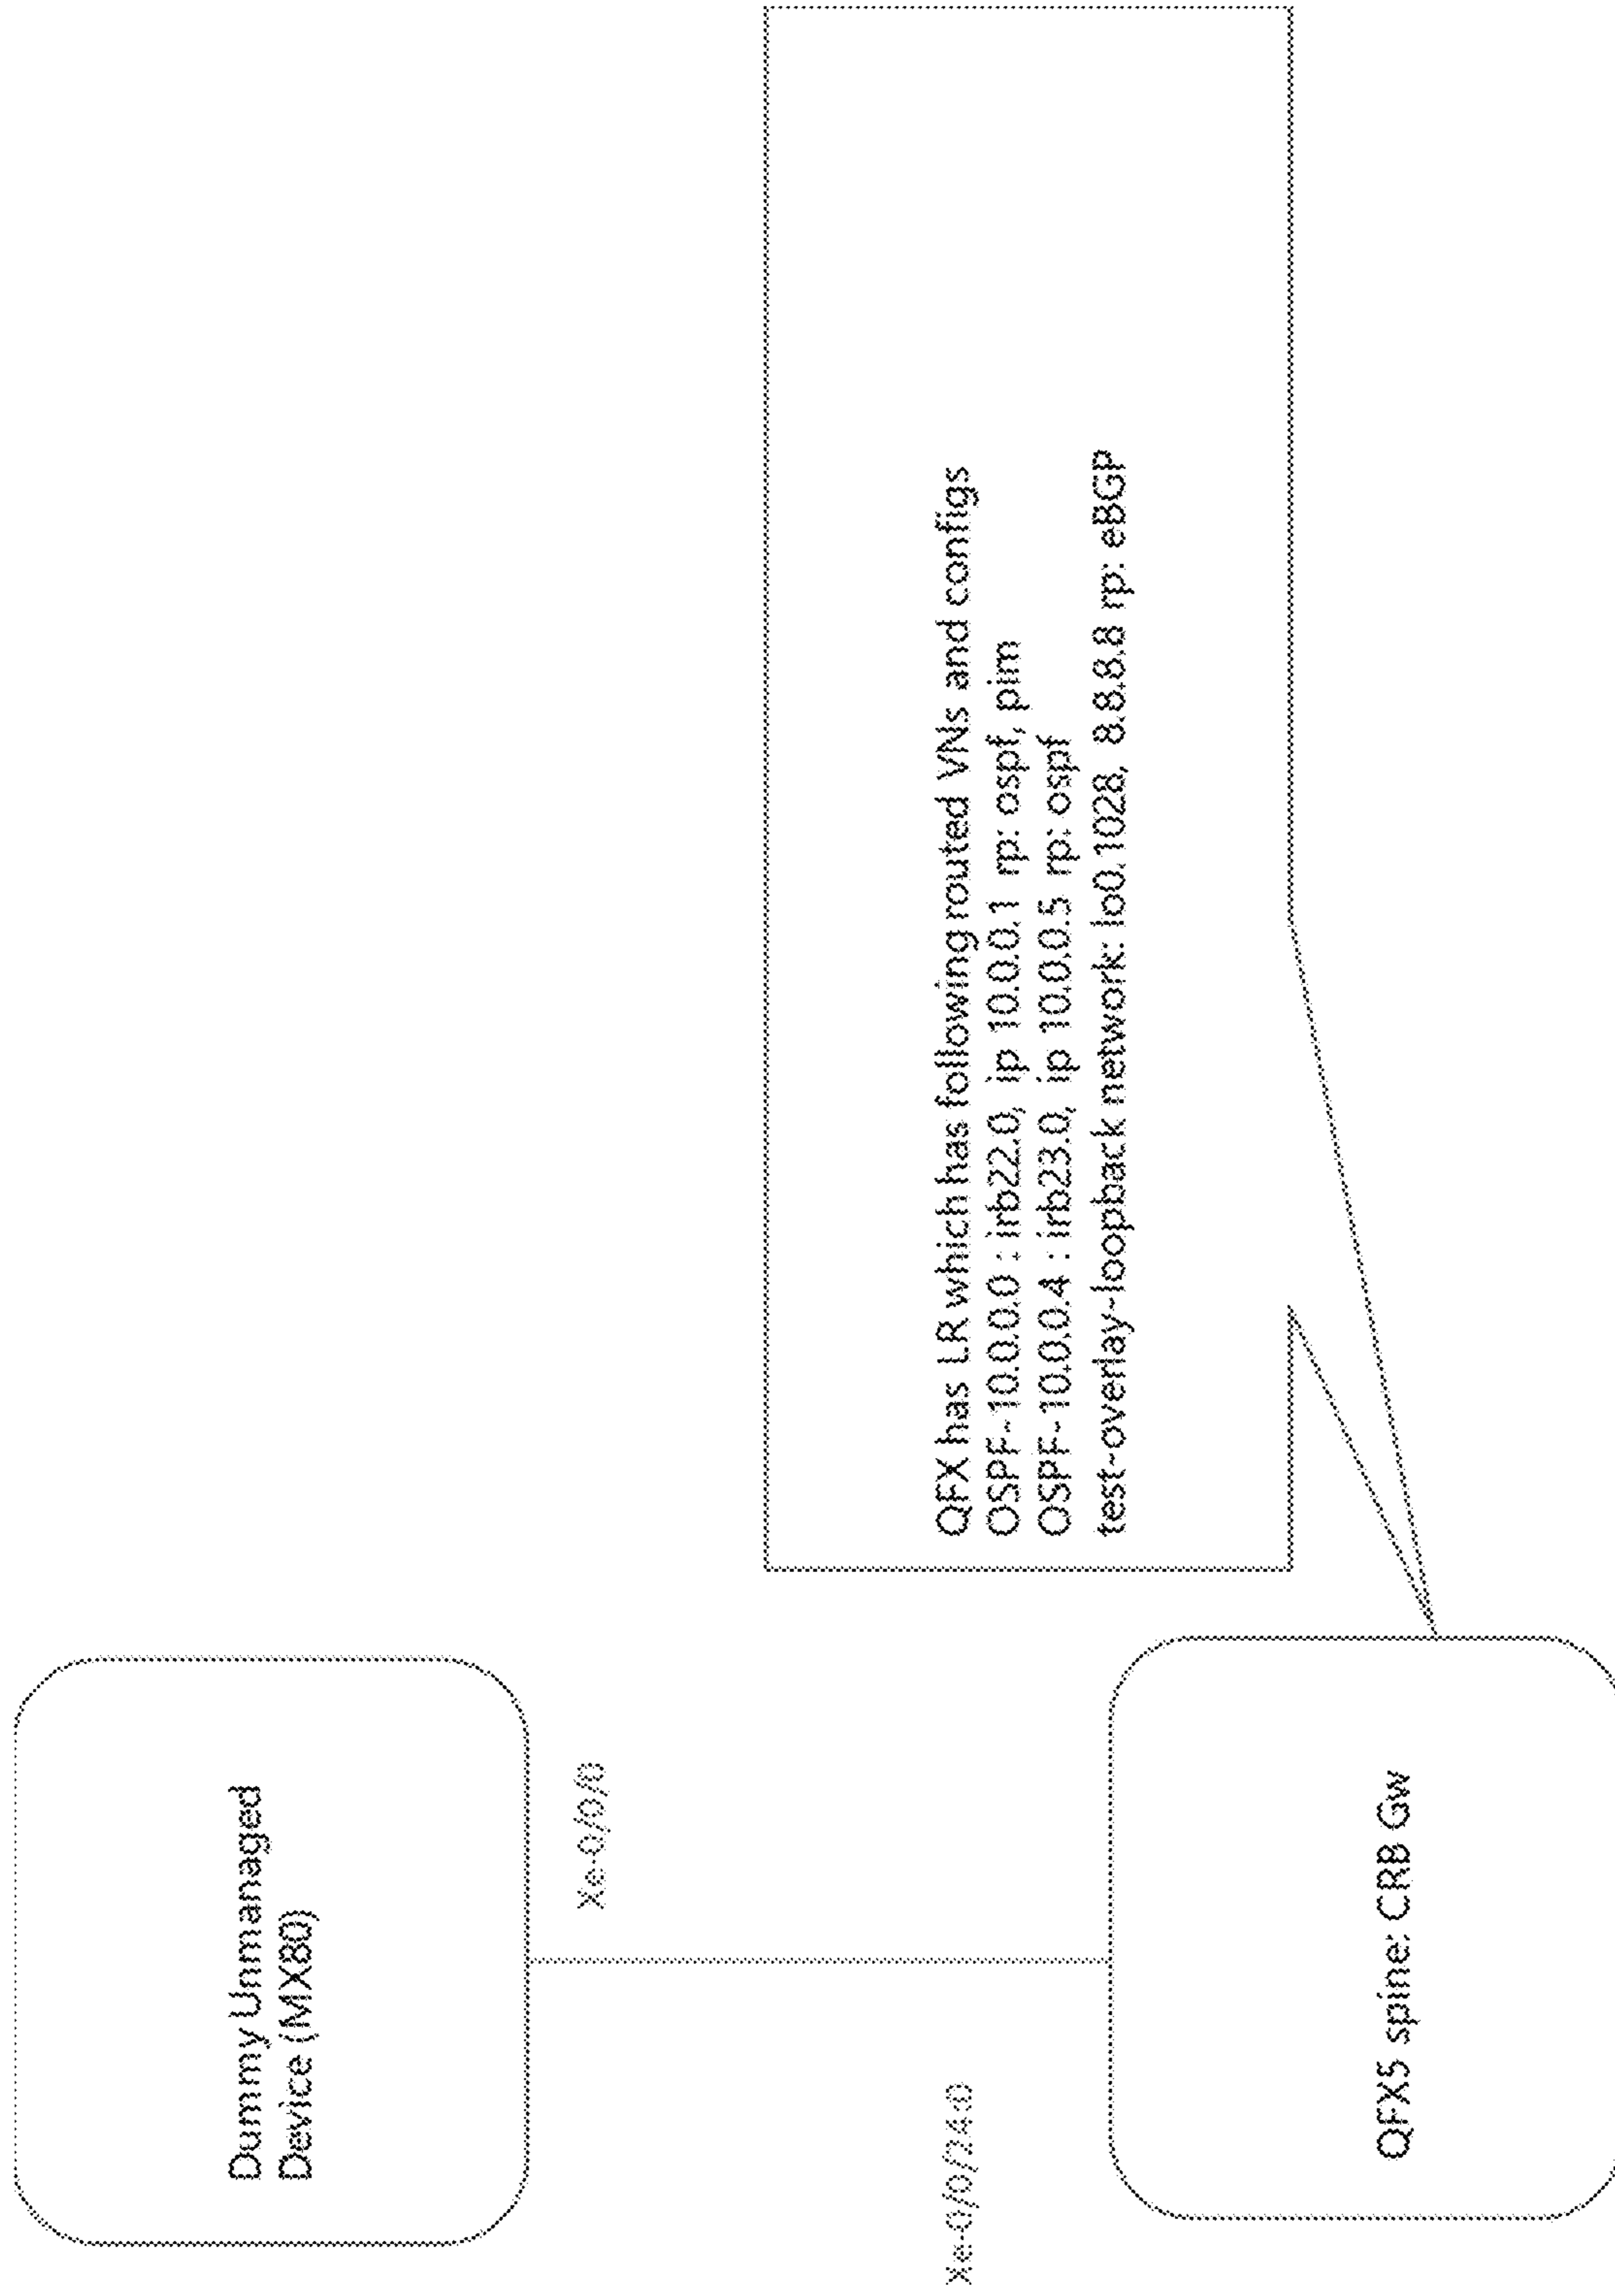 Dummy Unmanaged
Device (MX80)
Xe-0/0/0
Xe-0/0/24:0
QFX5 spine: CRB Gw
QFX has LR which has following routed VNs and configs
OSPF-10.0.0.0 : irb22.0, ip 10.0.0.1 rp: ospf, pim
OSPF-10.0.0.4 : irb23.0, ip 10.0.0.5 rp: ospf
test-overlay-loopback network: lo0.1028, 8.8.8.8 rp: eBGP